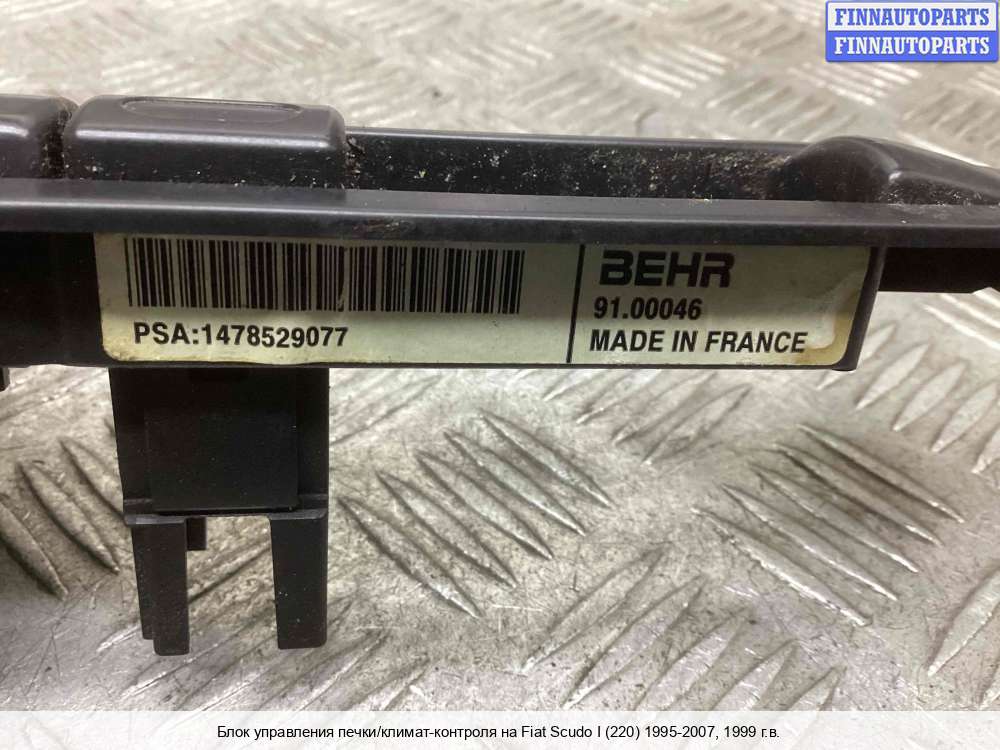 FINNAUTOPARTS
FINNAUTOPARTS
BEHR
91.00046
PSA:1478529077
MADE IN FRANCE
Блок управления печки/климат-контроля на Fiat Scudo I (220) 1995-2007, 1999 г.в.